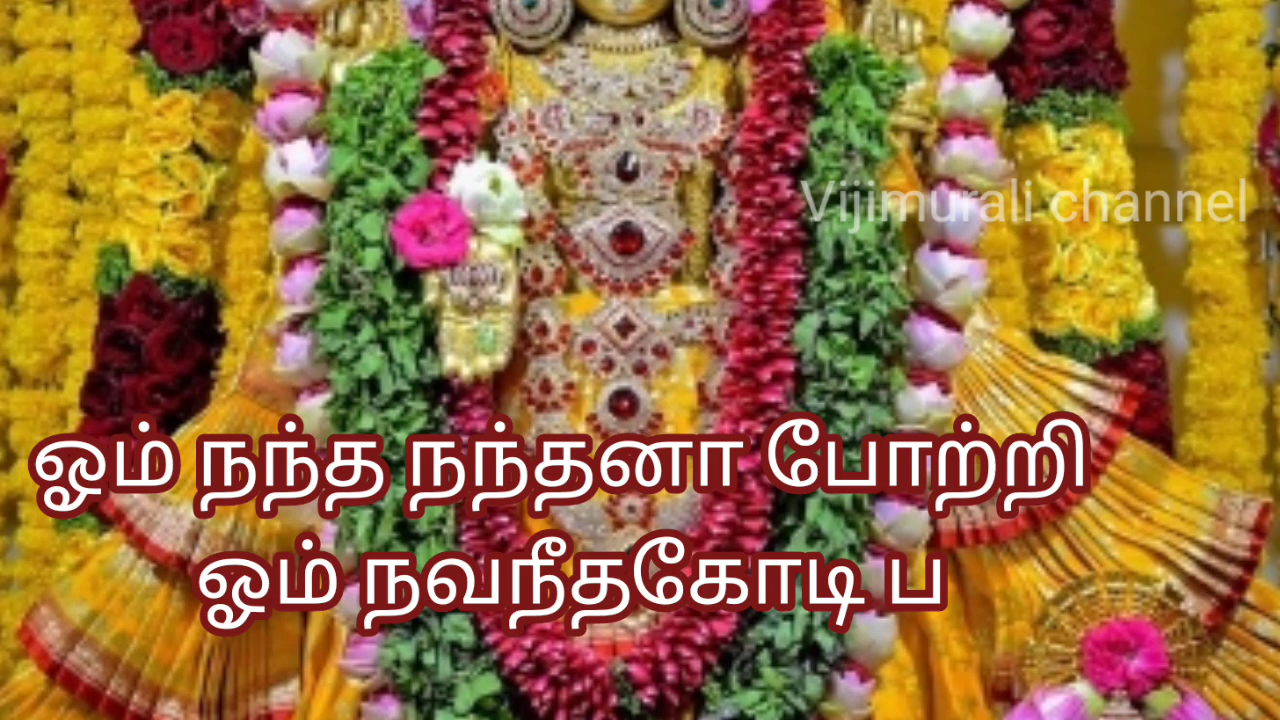 Vijimurali channel
ஓம் நந்த நந்தனா போற்றி
ஓம் நவநீதகோடி ப